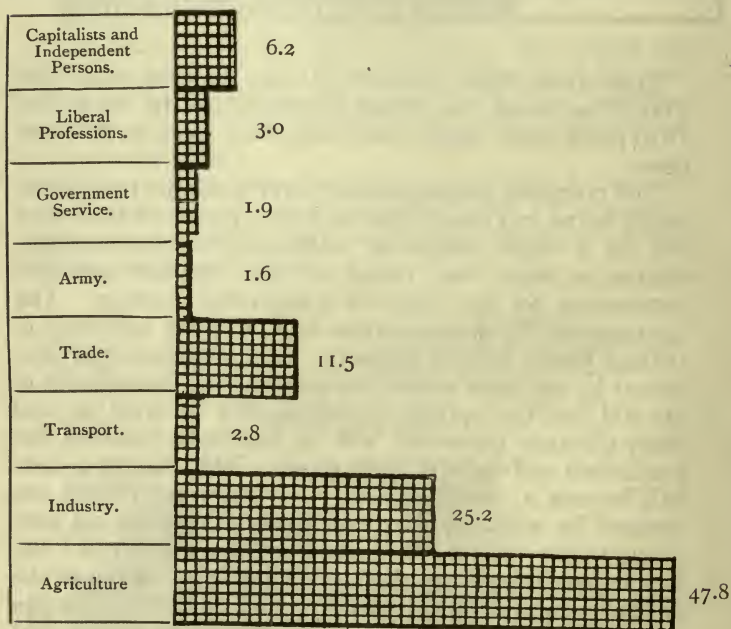 Capitalists and
Independent
Persons.
6.2
Liberal
Professions.
3.0
Government
Service.
1.9
Army.
1.6
Trade.
11.5
Transport.
2.8
Industry.
25.2
Agriculture
47.8